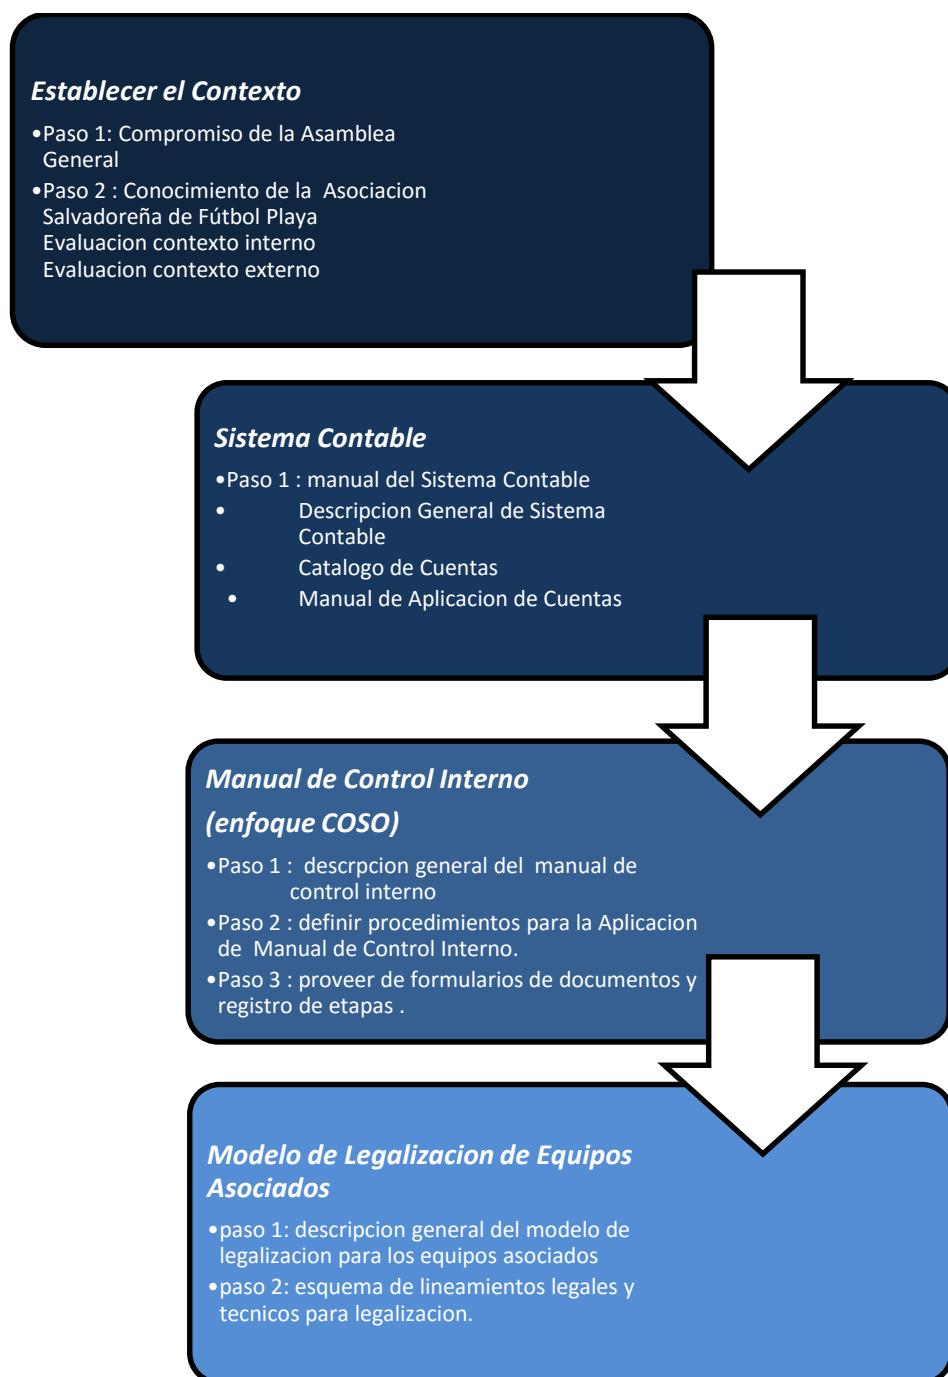 Establecer el Contexto
•Paso 1: Compromiso de la Asamblea
General
•Paso 2 : Conocimiento de la Asociacion
Salvadoreña de Fútbol Playa
Evaluacion contexto interno
Evaluacion contexto externo
Sistema Contable
•Paso 1 : manual del Sistema Contable
• Descripcion General de Sistema
Contable
• Catalogo de Cuentas
• Manual de Aplicacion de Cuentas
Manual de Control Interno
(enfoque COSO)
•Paso 1 : descrpcion general del manual de
control interno
•Paso 2 : definir procedimientos para la Aplicacion
de Manual de Control Interno.
•Paso 3 : proveer de formularios de documentos y
registro de etapas .
Modelo de Legalizacion de Equipos
Asociados
•paso 1: descripcion general del modelo de
legalizacion para los equipos asociados
•paso 2: esquema de lineamientos legales y
tecnicos para legalizacion.